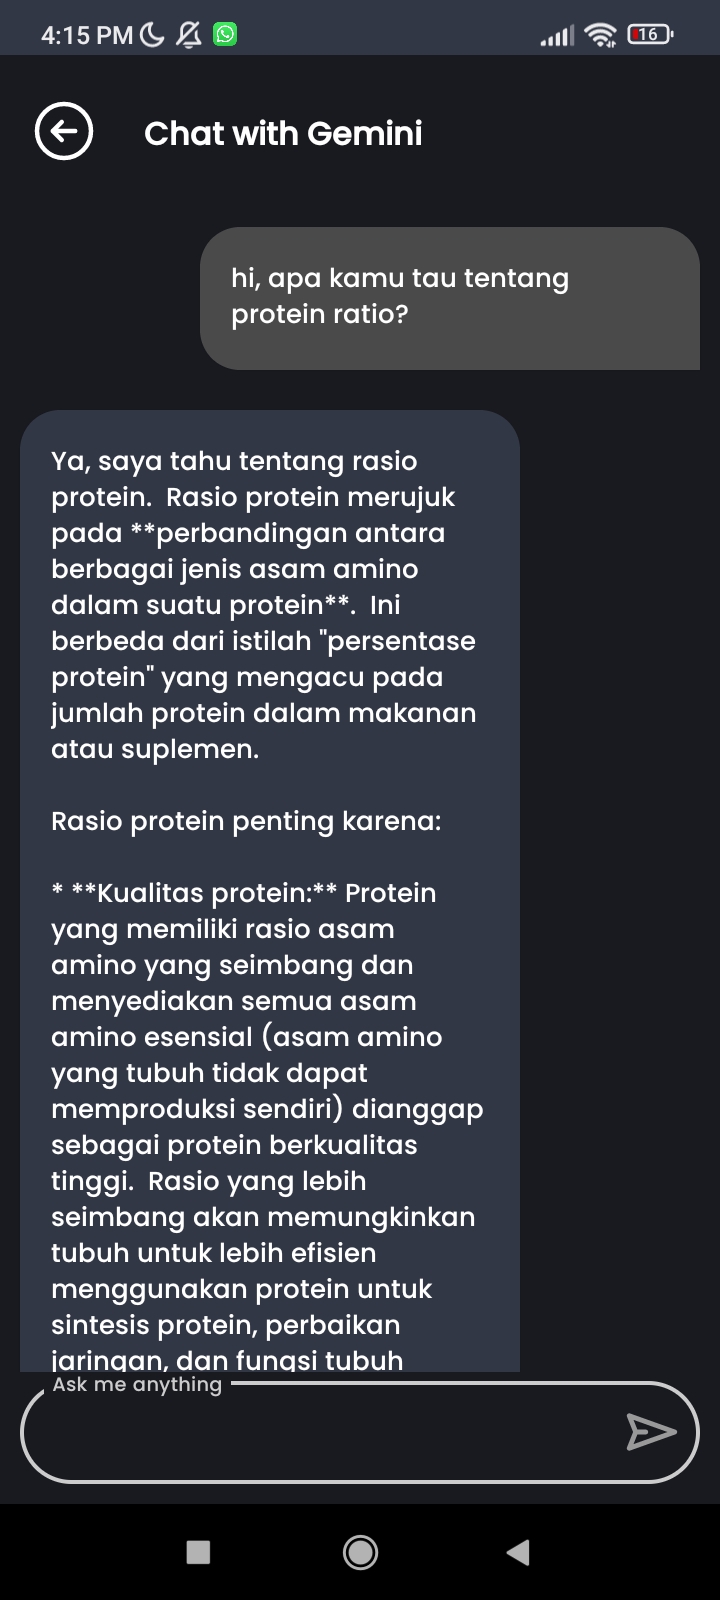 4:15 PM
16
Chat with Gemini
hi, apa kamu tau tentang
protein ratio?
Ya, saya tahu tentang rasio
protein.  Rasio protein merujuk
pada **perbandingan antara
berbagai jenis asam amino
dalam suatu protein**.  Ini
berbeda dari istilah "persentase
protein" yang mengacu pada
jumlah protein dalam makanan
atau suplemen.
Rasio protein penting karena:
* **Kualitas protein:** Protein
yang memiliki rasio asam
amino yang seimbang dan
menyediakan semua asam
amino esensial (asam amino
yang tubuh tidak dapat
memproduksi sendiri) dianggap
sebagai protein berkualitas
tinggi.  Rasio yang lebih
seimbang akan memungkinkan
tubuh untuk lebih efisien
menggunakan protein untuk
sintesis protein, perbaikan
jaringan, dan fungsi tubuh
Ask me anything